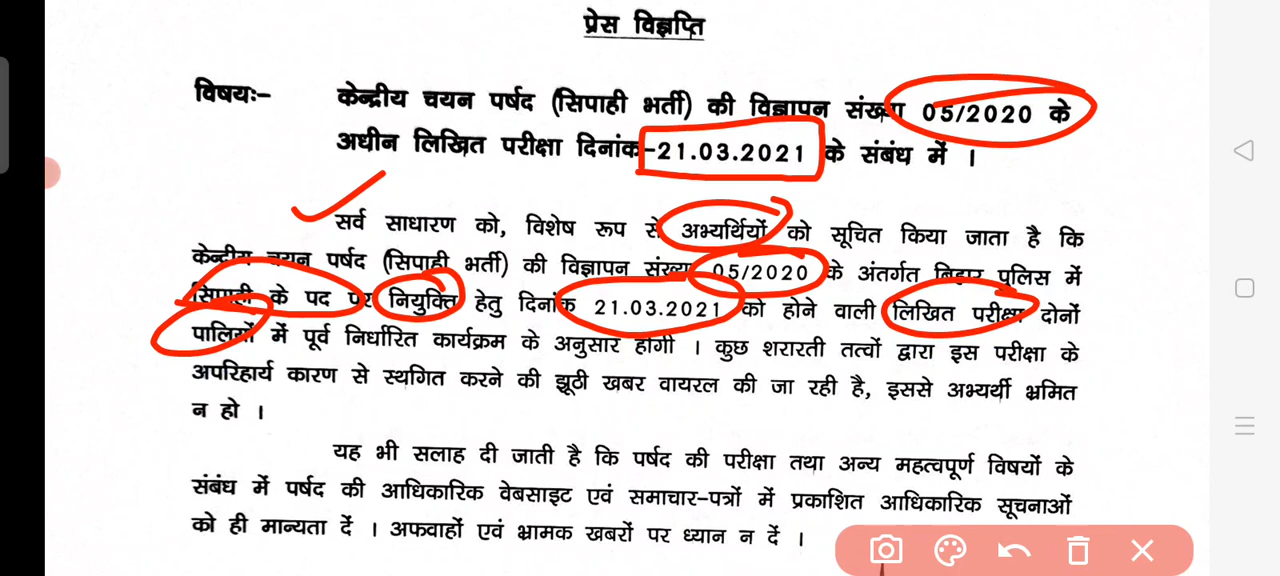 प्रेस विज्ञप्ति
विषयः- केन्द्रीय चयन पर्षद (सिपाही भर्ती) की विज्ञापन संख्या 05/2020 के
अधीन लिखित परीक्षा दिनांक-21.03.2021 के संबंध में ।
सर्व साधारण को, विशेष रूप से अभ्यर्थियों को सूचित किया जाता है कि
केन्द्रीय चयन पर्षद (सिपाही भर्ती) की विज्ञापन संख्या 05/2020 के अंतर्गत बिहार पुलिस में
सिपाही के पद पर नियुक्ति हेतु दिनांक 21.03.2021 को होने वाली लिखित परीक्षा दोनों
पालियों में पूर्व निर्धारित कार्यक्रम के अनुसार होगी । कुछ शरारती तत्वों द्वारा इस परीक्षा के
अपरिहार्य कारण से स्थगित करने की झूठी खबर वायरल की जा रही है, इससे अभ्यर्थी भ्रमित
न हो ।
यह भी सलाह दी जाती है कि पर्षद की परीक्षा तथा अन्य महत्वपूर्ण विषयों के
संबंध में पर्षद की आधिकारिक वेबसाइट एवं समाचार-पत्रों में प्रकाशित आधिकारिक सूचनाओं
को ही मान्यता दें । अफवाहों एवं भ्रामक खबरों पर ध्यान न दें ।